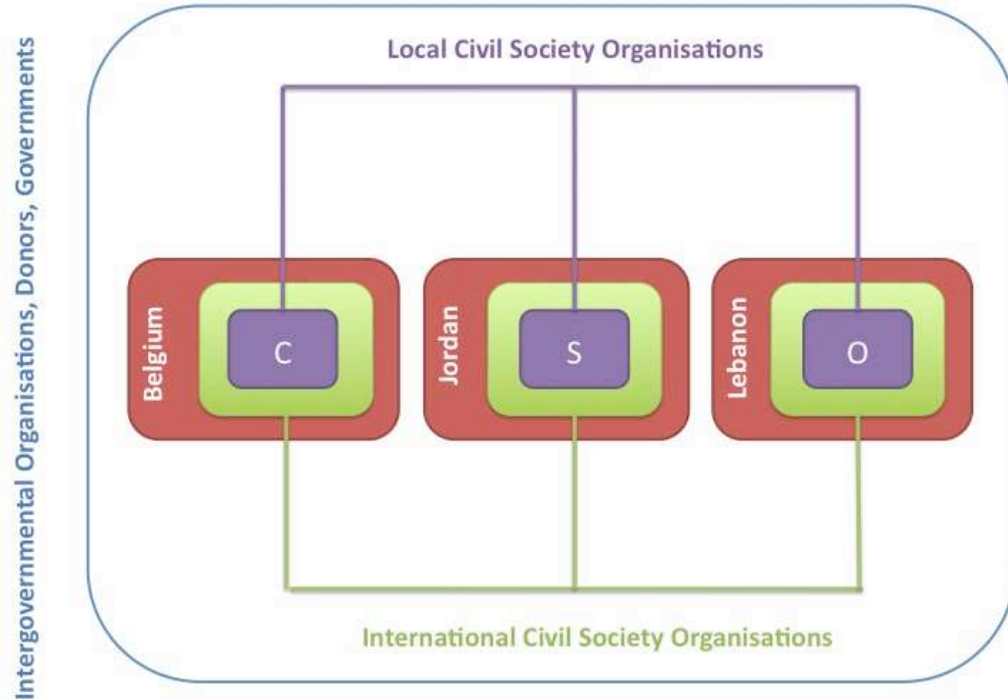 Intergovernmental Organisations, Donors, Governments
Local Civil Society Organisations
Belgium
C
Jordan
S
Lebanon
O
International Civil Society Organisations